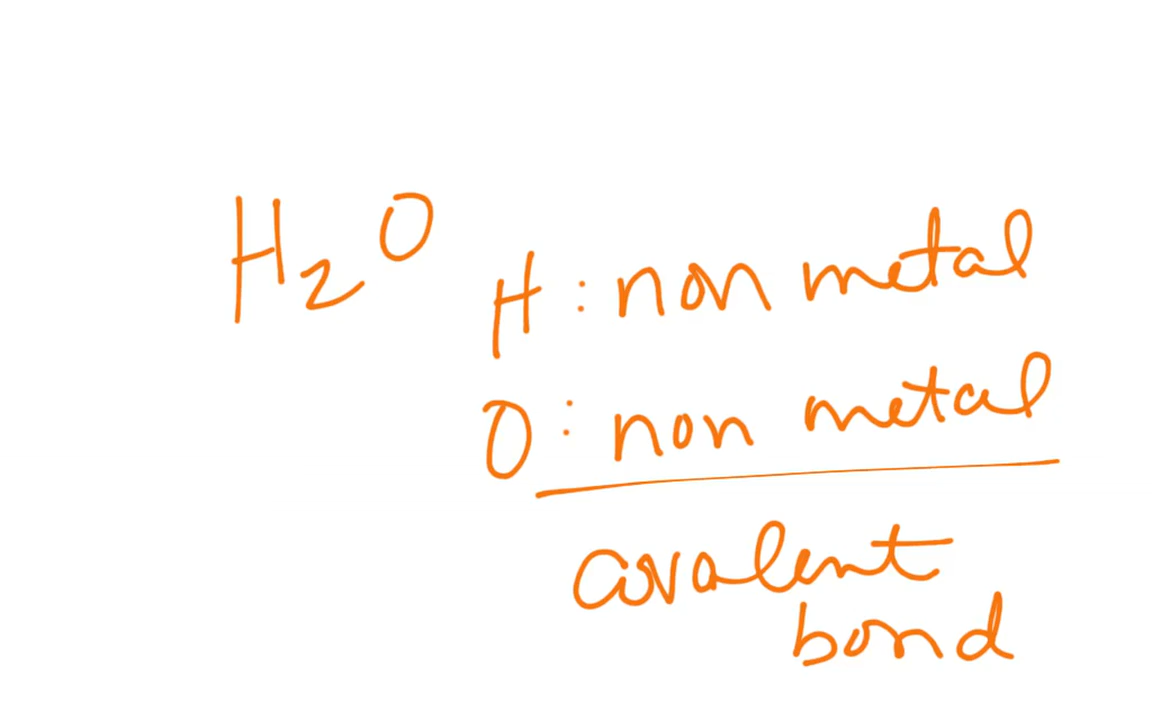 H₂O
H : non metal
O : non metal
covalent
bond